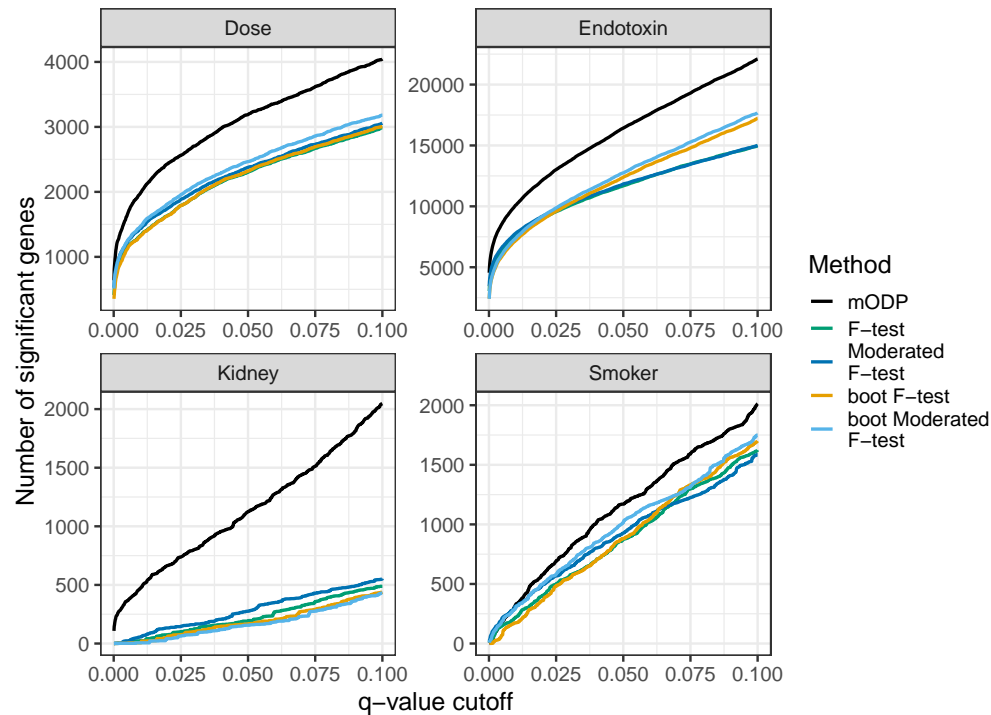 Dose
Endotoxin
4000
3000
2000
1000
20000
15000
10000
5000
0.000 0.025 0.050 0.075 0.100
0.000 0.025 0.050 0.075 0.100
Kidney
Smoker
2000
1500
1000
500
0
2000
1500
1000
500
0
0.000 0.025 0.050 0.075 0.100
0.000 0.025 0.050 0.075 0.100
Number of significant genes
q−value cutoff
Method
mODP
F−test
Moderated
F−test
boot F−test
boot Moderated
F−test